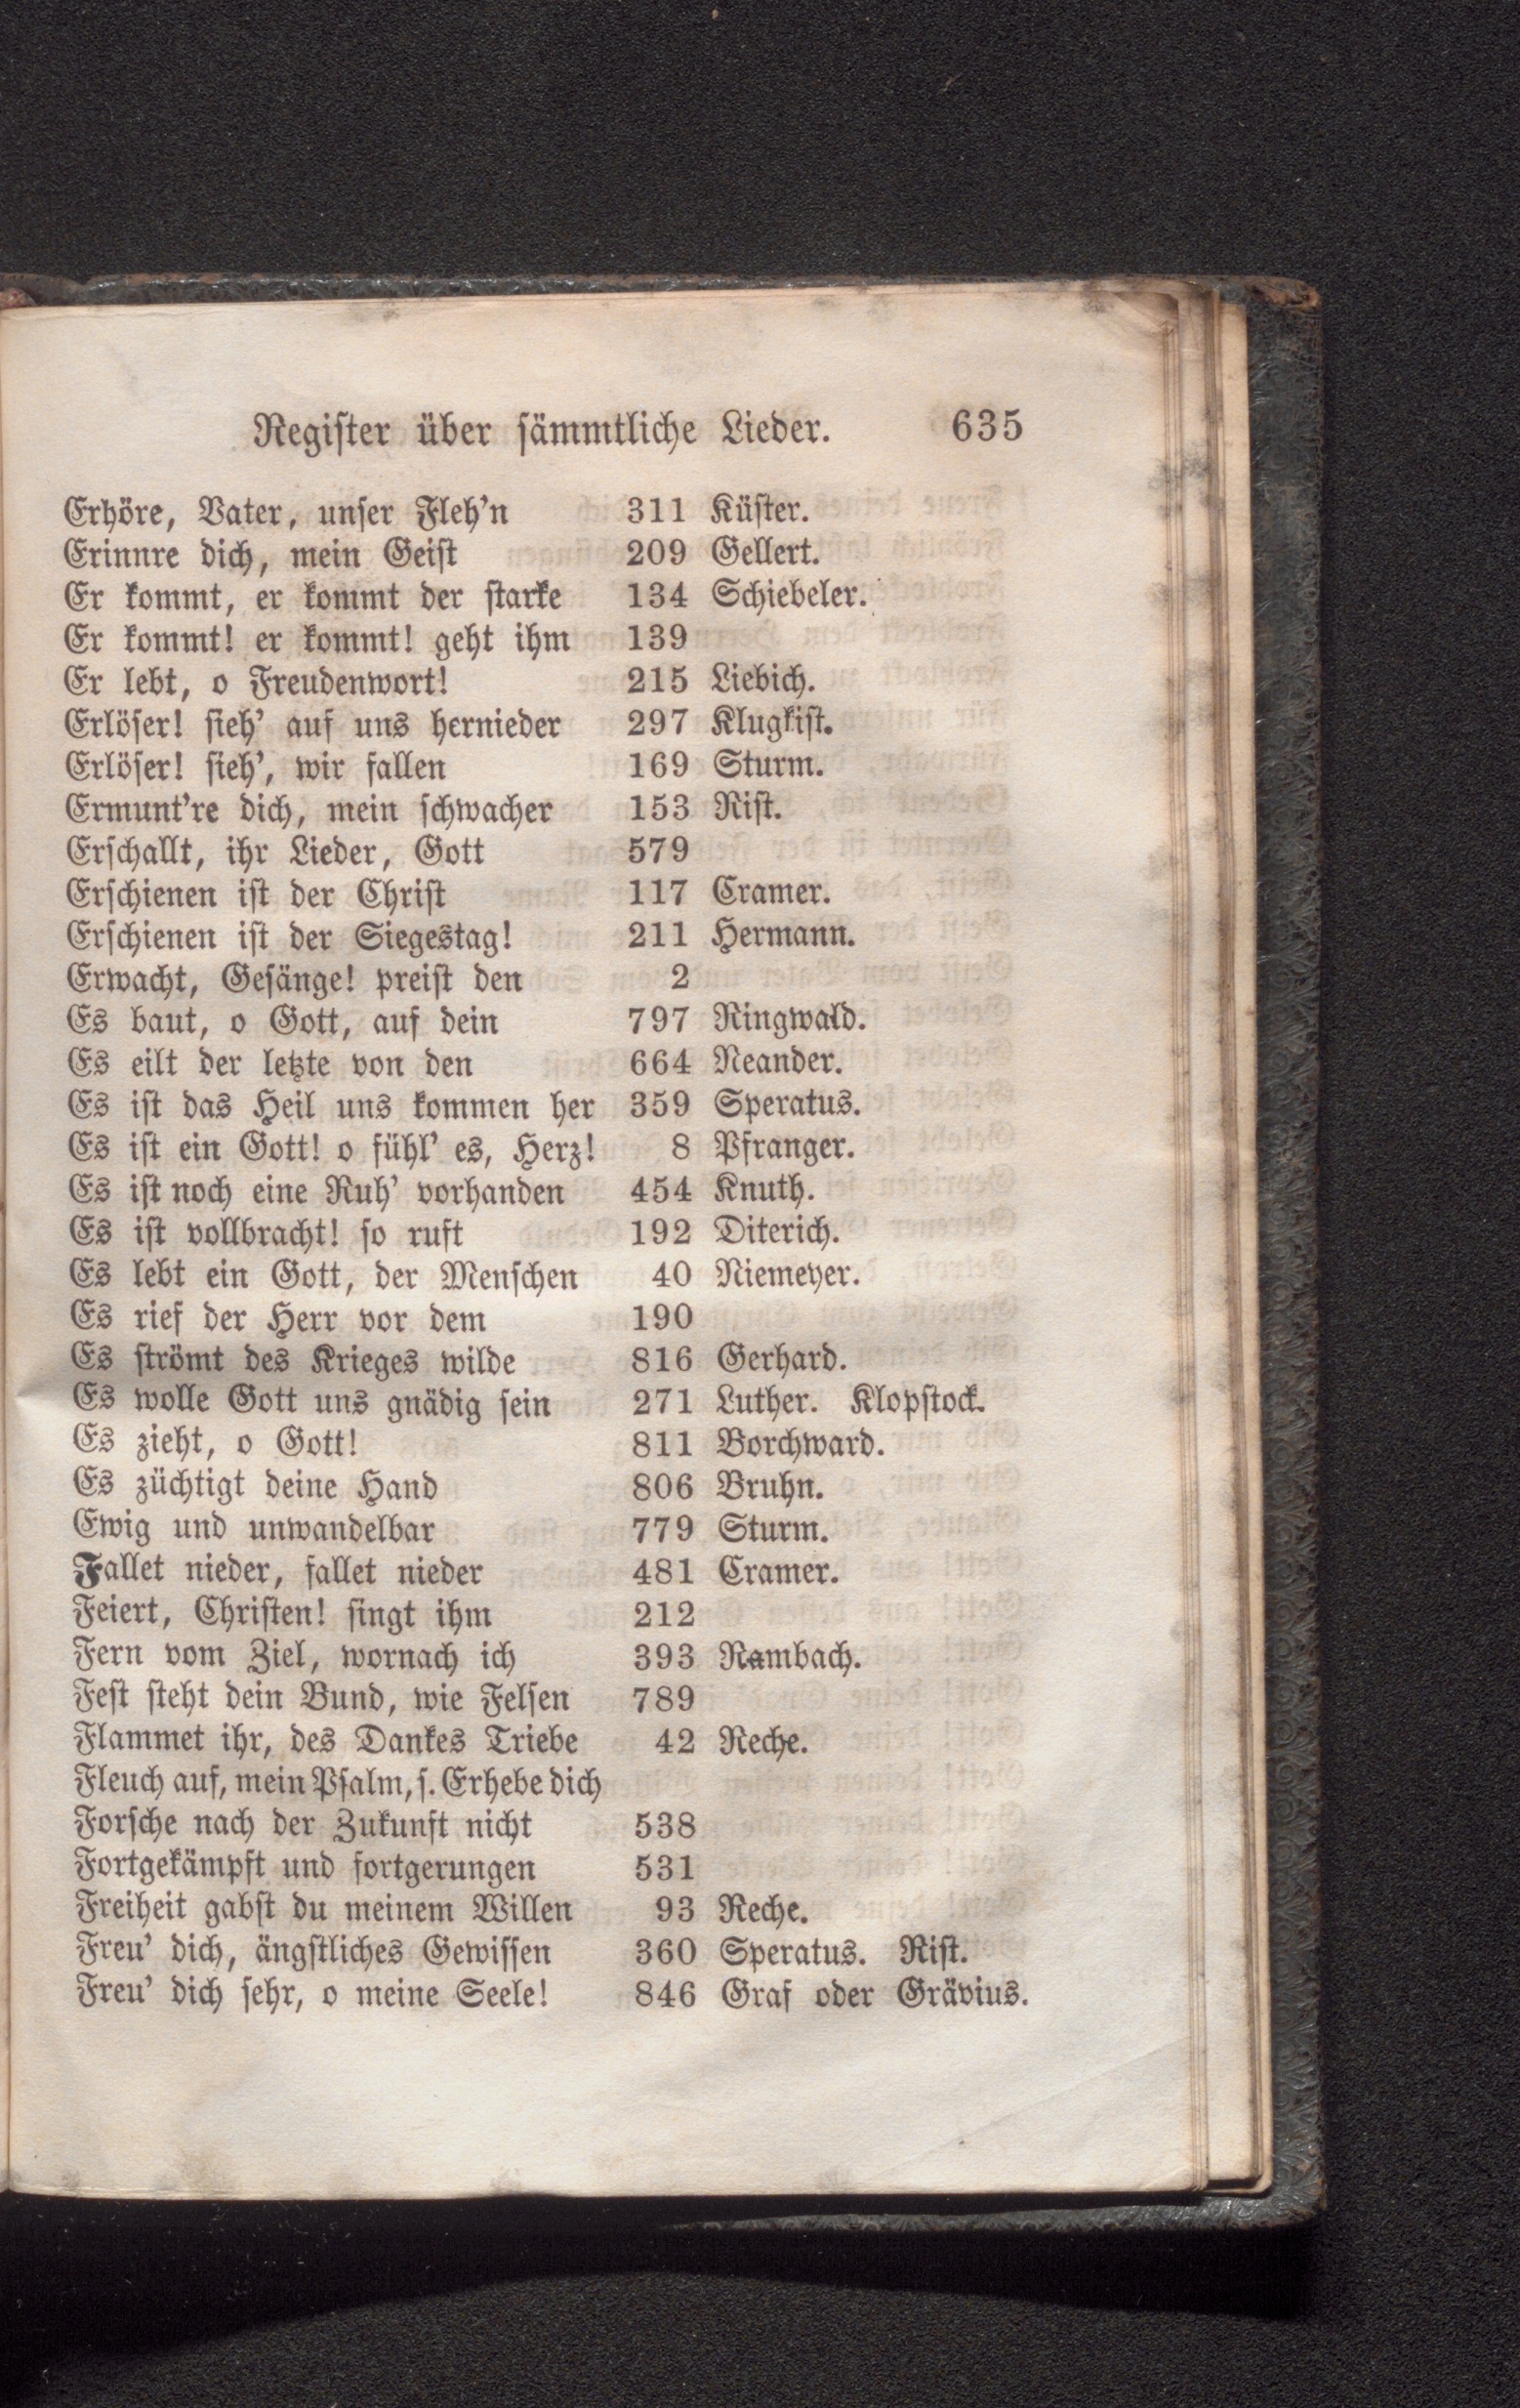 Register über sämmtliche Lieder. 635
Erhöre, Vater, unser Fleh'n 311 Küster.
Erinnre dich, mein Geist 209 Gellert.
Er kommt, er kommt der starke 134 Schiebeler.
Er kommt! er kommt! geht ihm 139
Er lebt, o Freudenwort! 215 Liebich.
Erlöser! sieh' auf uns hernieder 297 Klugkist.
Erlöser! sieh', wir fallen 169 Sturm.
Ermunt're dich, mein schwacher 153 Rist.
Erschallt, ihr Lieder, Gott 579
Erschienen ist der Christ 117 Cramer.
Erschienen ist der Siegestag! 211 Hermann.
Erwacht, Gesänge! preist den 2
Es baut, o Gott, auf dein 797 Ringwald.
Es eilt der letzte von den 664 Neander.
Es ist das Heil uns kommen her 359 Speratus.
Es ist ein Gott! o fühl' es, Herz! 8 Pfranger.
Es ist noch eine Ruh' vorhanden 454 Knuth.
Es ist vollbracht! so ruft 192 Diterich.
Es lebt ein Gott, der Menschen 40 Niemeyer.
Es rief der Herr vor dem 190
Es strömt des Krieges wilde 816 Gerhard.
Es wolle Gott uns gnädig sein 271 Luther. Klopstock.
Es zieht, o Gott! 811 Borchward.
Es züchtigt deine Hand 806 Bruhn.
Ewig und unwandelbar 779 Sturm.
Fallet nieder, fallet nieder 481 Cramer.
Feiert, Christen! singt ihm 212
Fern vom Ziel, wornach ich 393 Rambach.
Fest steht dein Bund, wie Felsen 789
Flammet ihr, des Dankes Triebe 42 Reche.
Fleuch auf, mein Psalm, s. Erhebe dich
Forsche nach der Zukunft nicht 538
Fortgekämpft und fortgerungen 531
Freiheit gabst du meinem Willen 93 Reche.
Freu' dich, ängstliches Gewissen 360 Speratus. Rist.
Freu' dich sehr, o meine Seele! 846 Graf oder Grävius.